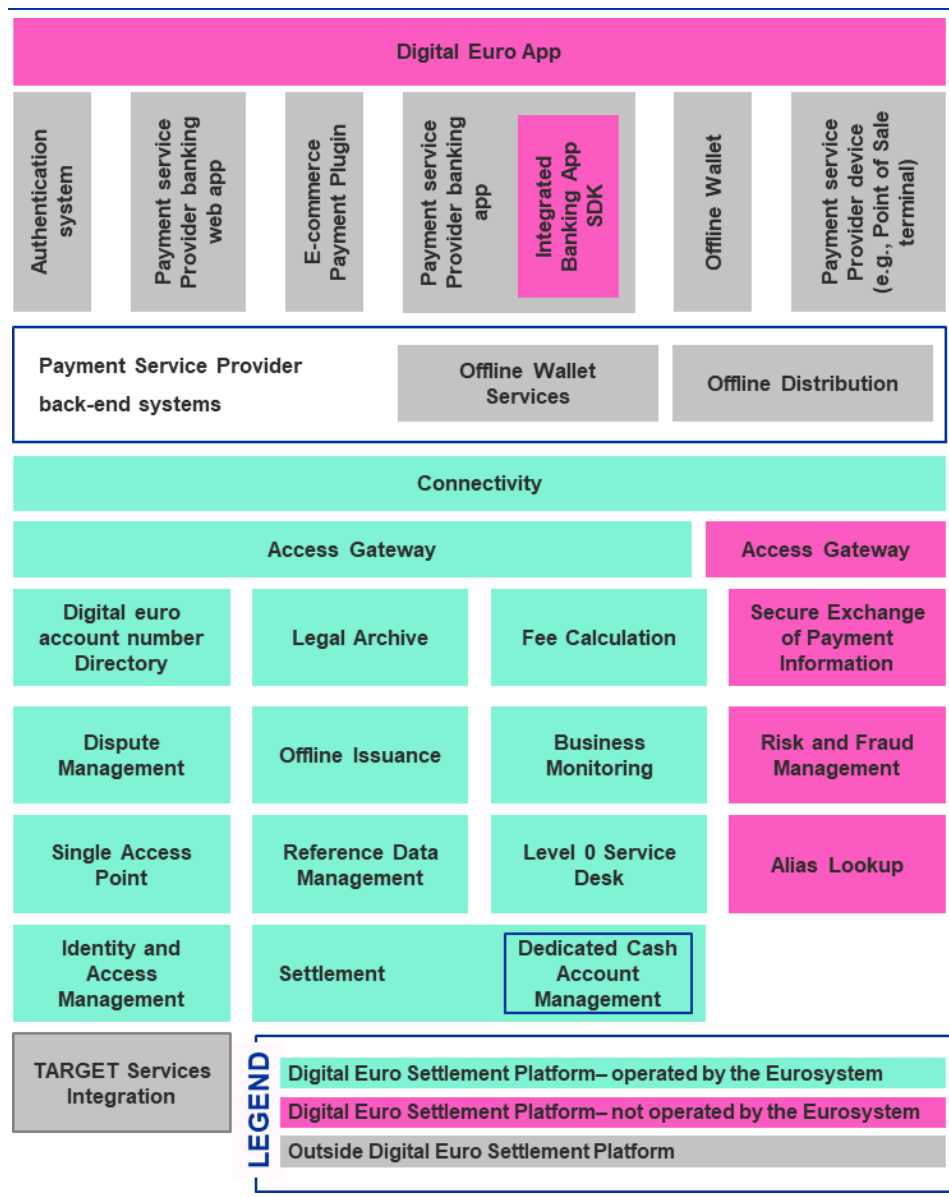 Digital Euro App
Authentication
system
Payment service
Provider banking
web app
E-commerce
Payment Plugin
Payment service
Provider banking
app
Integrated
Banking App
SDK
Offline Wallet
Payment service
Provider device
(e.g., Point of Sale
terminal)
Payment Service Provider
back-end systems
Offline Wallet
Services
Offline Distribution
Connectivity
Access Gateway
Access Gateway
Digital euro
account number
Directory
Legal Archive
Fee Calculation
Secure Exchange
of Payment
Information
Dispute
Management
Offline Issuance
Business
Monitoring
Risk and Fraud
Management
Single Access
Point
Reference Data
Management
Level 0 Service
Desk
Alias Lookup
Identity and
Access
Management
Settlement
Dedicated Cash
Account
Management
TARGET Services
Integration
LEGEND
Digital Euro Settlement Platform– operated by the Eurosystem
Digital Euro Settlement Platform– not operated by the Eurosystem
Outside Digital Euro Settlement Platform